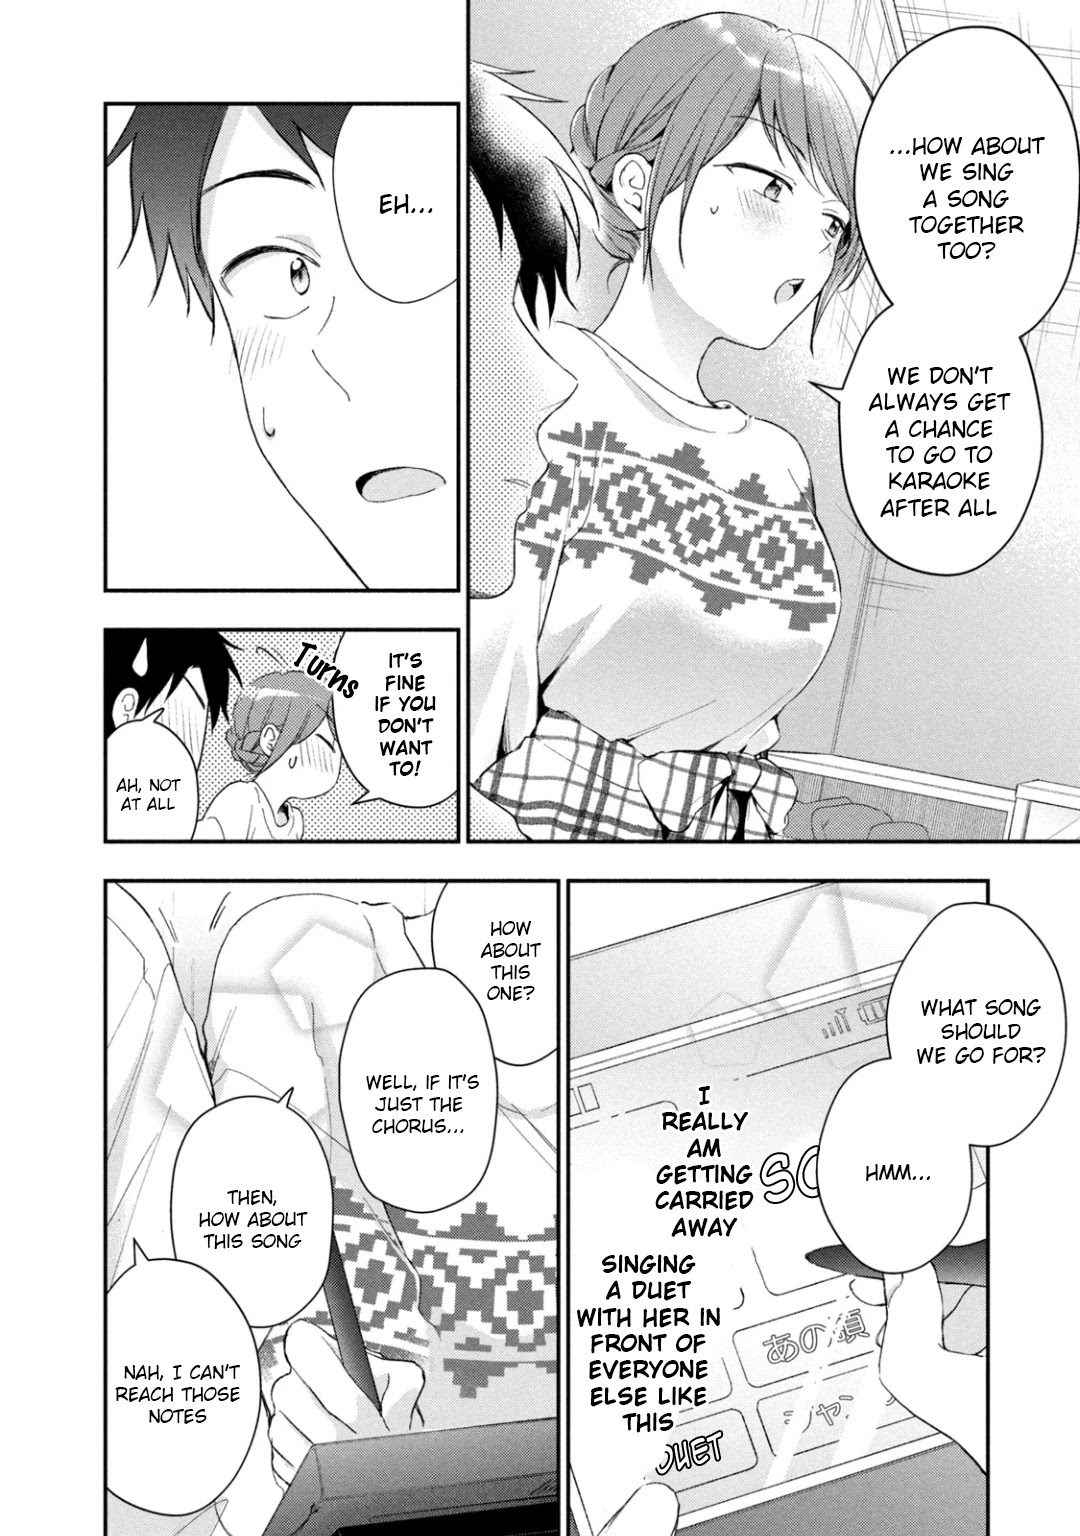 ...HOW ABOUT
WE SING
A SONG
TOGETHER
TOO?
WE DON'T
ALWAYS GET
A CHANCE
TO GO TO
KARAOKE
AFTER ALL
EH...
IT'S
FINE
IF YOU
DON'T
WANT
TO!
Turns
AH, NOT
AT ALL
WHAT SONG
SHOULD
WE GO FOR?
HMM...
I
REALLY
AM
GETTING
CARRIED
AWAY
SINGING
A DUET
WITH HER IN
FRONT OF
EVERYONE
ELSE LIKE
THIS
あの頃
DUET
HOW
ABOUT
THIS
ONE?
WELL, IF IT'S
JUST THE
CHORUS...
THEN,
HOW ABOUT
THIS SONG
NAH, I CAN'T
REACH THOSE
NOTES